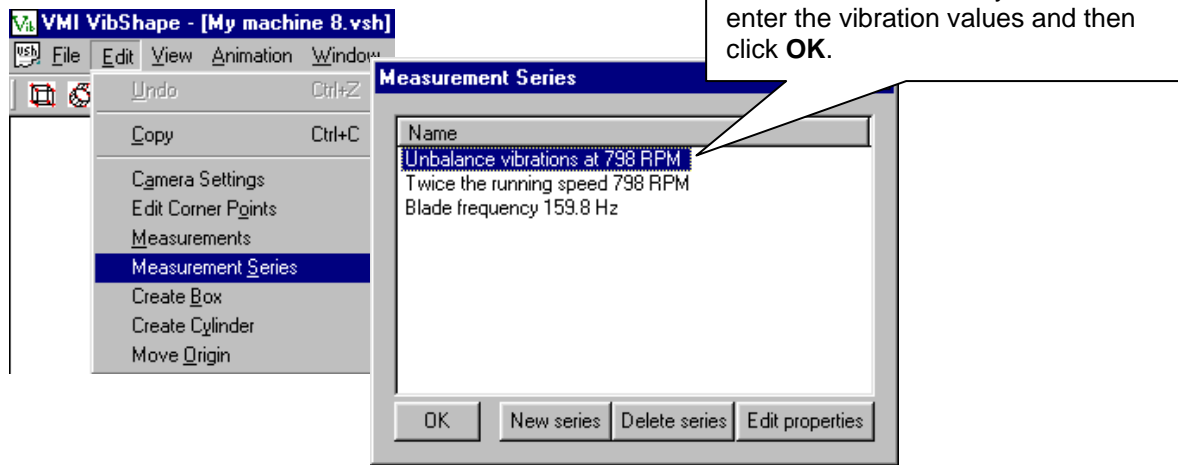 VMI VibShape - [My machine 8.vsh]
File Edit View Animation Window
Undo Ctrl+Z
Copy Ctrl+C
Camera Settings
Edit Corner Points
Measurements
Measurement Series
Create Box
Create Cylinder
Move Origin
enter the vibration values and then
click OK.
Measurement Series
Name
Unbalance vibrations at 798 RPM
Twice the running speed 798 RPM
Blade frequency 159.8 Hz
OK New series Delete series Edit properties